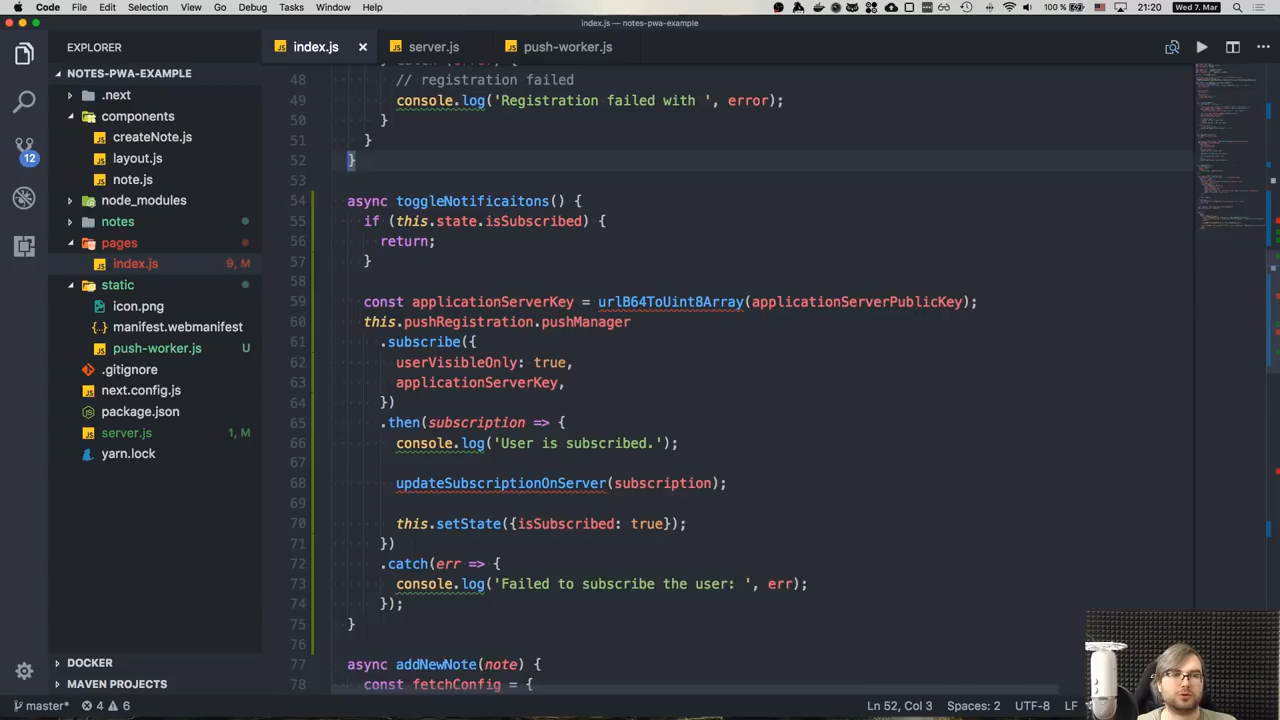 Code File Edit Selection View Go Debug Tasks Window Help 100 % 21:20 Wed 7. Mar
index.js — notes-pwa-example
EXPLORER
index.js
server.js
push-worker.js
NOTES-PWA-EXAMPLE
.next
components
createNote.js
layout.js
note.js
node_modules
notes
pages
index.js 9, M
static
icon.png
manifest.webmanifest
push-worker.js U
.gitignore
next.config.js
package.json
server.js 1, M
yarn.lock
DOCKER
MAVEN PROJECTS
12
48 // registration failed
49 console.log('Registration failed with ', error);
50 }
51 }
52 }
53
54 async toggleNotificaitons() {
55 if (this.state.isSubscribed) {
56 return;
57 }
58
59 const applicationServerKey = urlB64ToUint8Array(applicationServerPublicKey);
60 this.pushRegistration.pushManager
61 .subscribe({
62 userVisibleOnly: true,
63 applicationServerKey,
64 })
65 .then(subscription => {
66 console.log('User is subscribed.');
67
68 updateSubscriptionOnServer(subscription);
69
70 this.setState({isSubscribed: true});
71 })
72 .catch(err => {
73 console.log('Failed to subscribe the user: ', err);
74 });
75 }
76
77 async addNewNote(note) {
78 const fetchConfig = {
master* 4 6
Ln 52, Col 3 Spaces: 2 UTF-8 LF